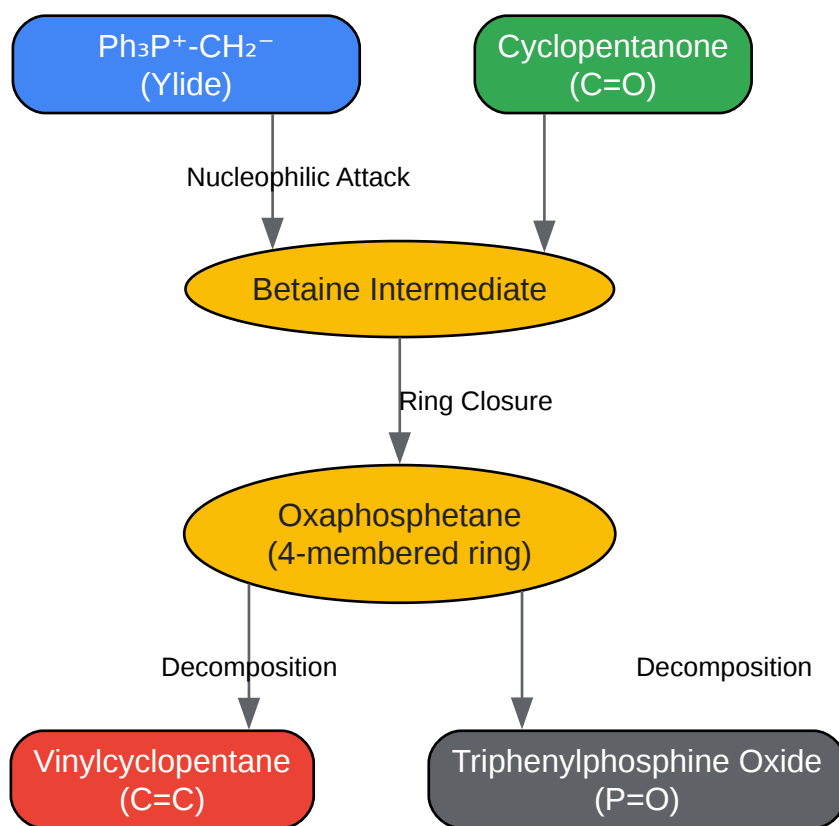 Ph₃P⁺-CH₂⁻
(Ylide)
Cyclopentanone
(C=O)
Nucleophilic Attack
Betaine Intermediate
Ring Closure
Oxaphosphetane
(4-membered ring)
Decomposition
Decomposition
Vinylcyclopentane
(C=C)
Triphenylphosphine Oxide
(P=O)